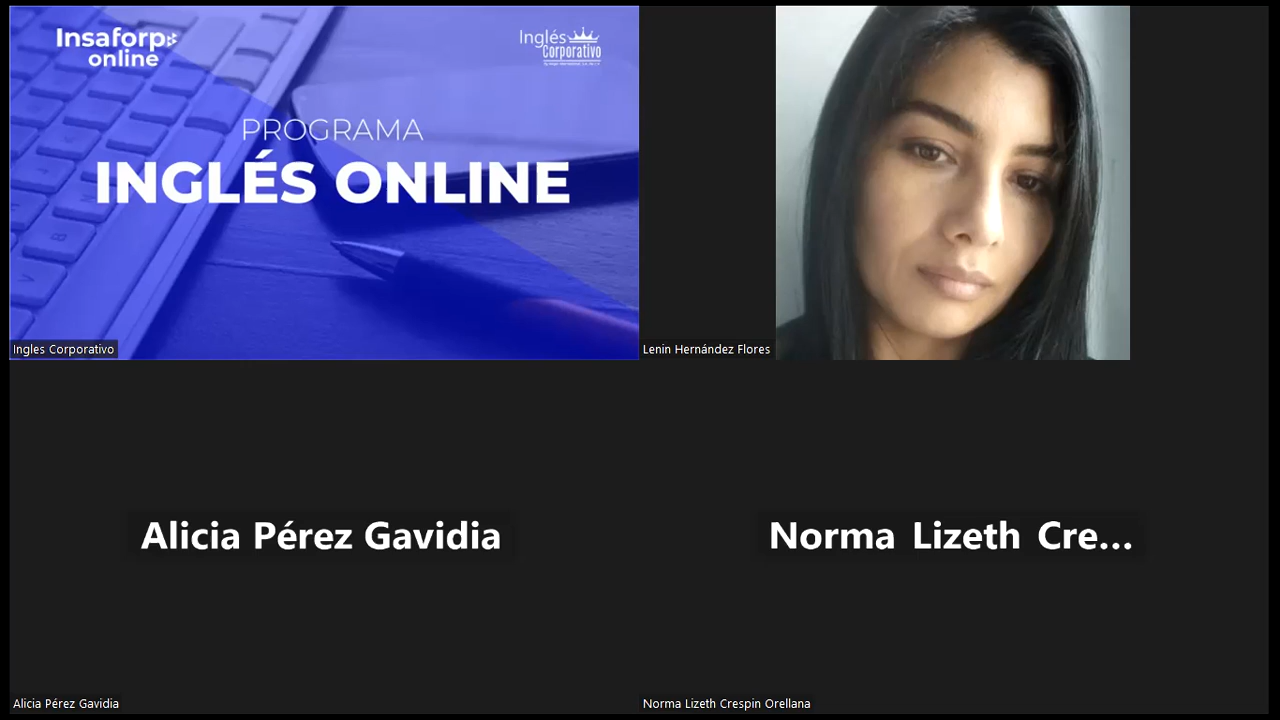 Insaforp
online
Inglés
Corporativo
PROGRAMA
INGLÉS ONLINE
Ingles Corporativo
Lenin Hernández Flores
Alicia Pérez Gavidia
Norma Lizeth Cre...
Alicia Pérez Gavidia
Norma Lizeth Crespin Orellana